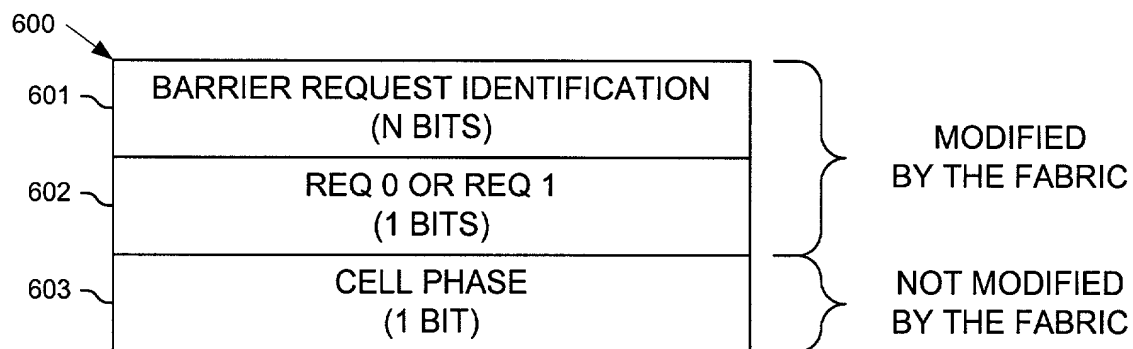 600
601
BARRIER REQUEST IDENTIFICATION
(N BITS)
602
REQ 0 OR REQ 1
(1 BITS)
MODIFIED
BY THE FABRIC
603
CELL PHASE
(1 BIT)
NOT MODIFIED
BY THE FABRIC